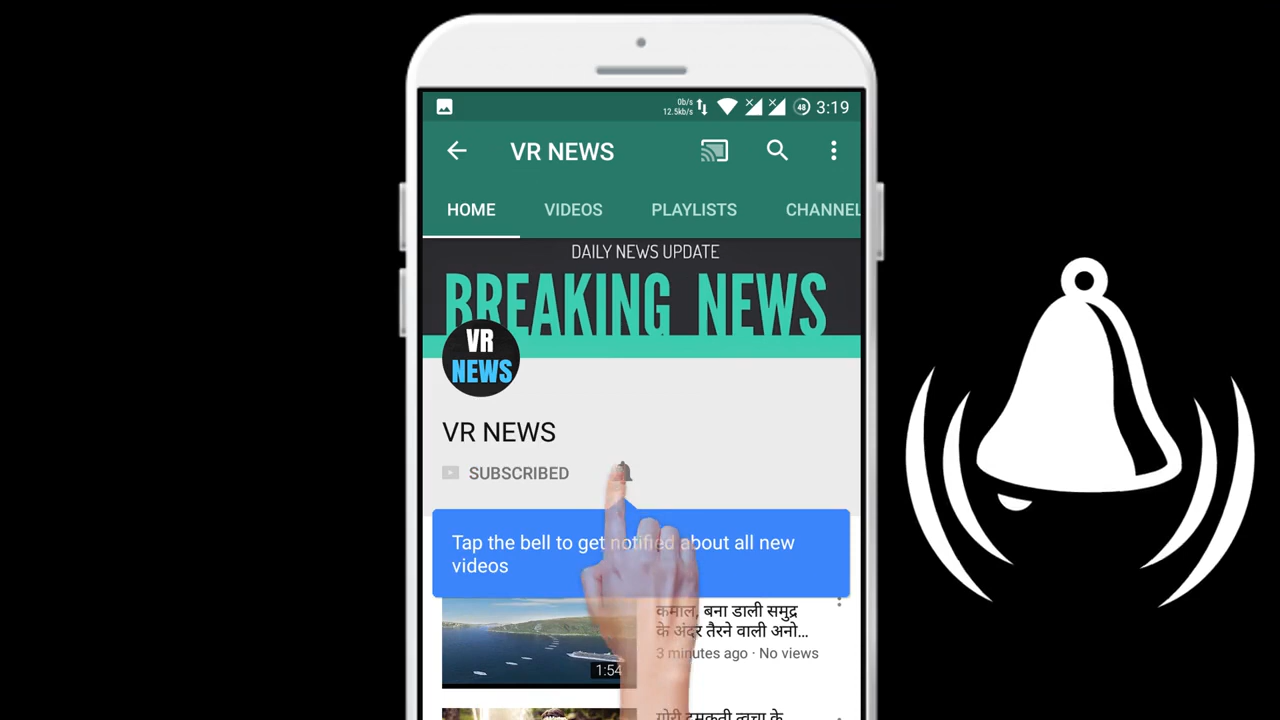 0b/s
12.5kb/s
48
3:19
VR NEWS
HOME VIDEOS PLAYLISTS CHANNEL
DAILY NEWS UPDATE
BREAKING NEWS
VR
NEWS
VR NEWS
SUBSCRIBED
Tap the bell to get notified about all new
videos
कमाल, बना डाली समुद्र
के अंदर तैरने वाली अनो...
3 minutes ago · No views
1:54
गोरी दमकती त्वचा के